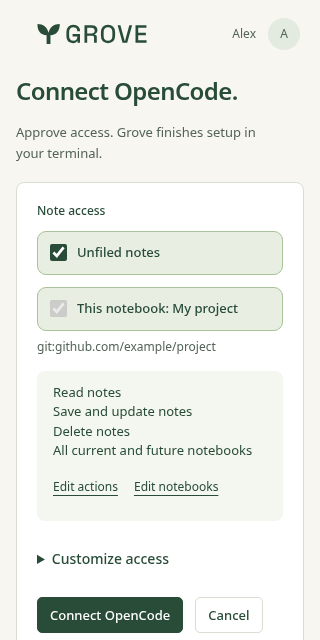 GROVE
Alex
A
Connect OpenCode.
Approve access. Grove finishes setup in
your terminal.
Note access
Unfiled notes
This notebook: My project
git:github.com/example/project
Read notes
Save and update notes
Delete notes
All current and future notebooks
Edit actions
Edit notebooks
Customize access
Connect OpenCode
Cancel